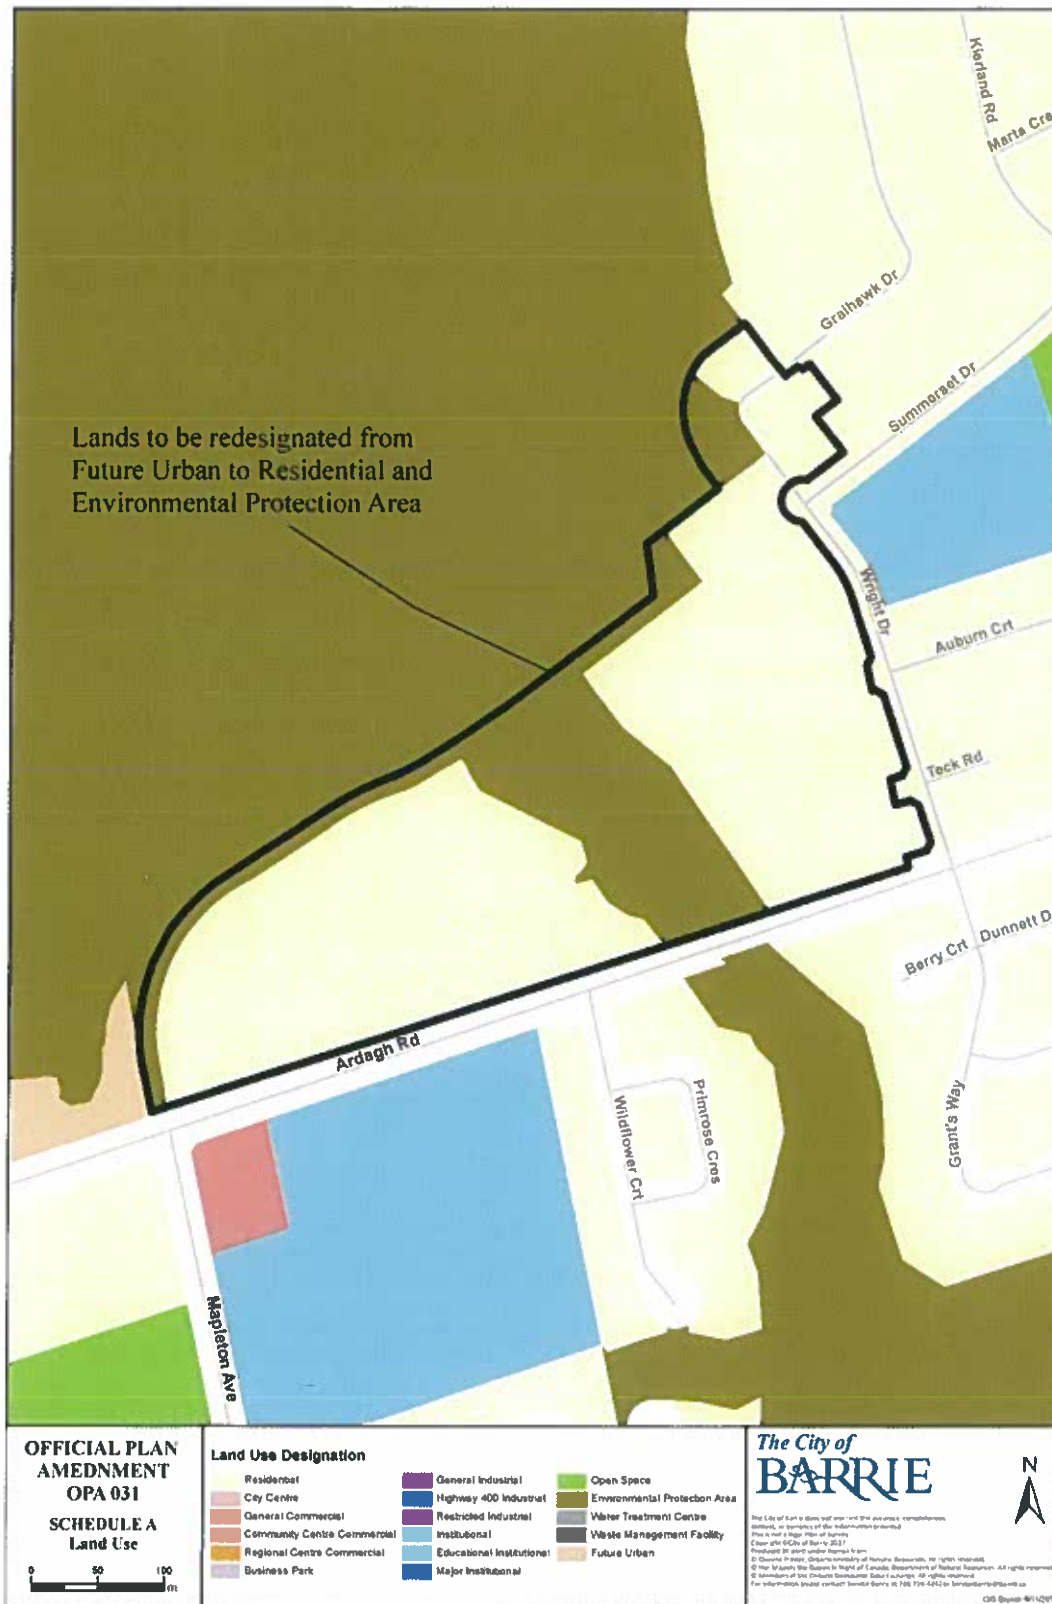 Kierland Rd
Marta Cre
Graihawk Dr
Summerset Dr
Lands to be redesignated from
Future Urban to Residential and
Environmental Protection Area
Wright Dr
Auburn Crt
Teck Rd
Berry Crt
Dunnett D
Ardagh Rd
Wildflower Crt
Primrose Cres
Grant's Way
Mapleton Ave
OFFICIAL PLAN
AMEDNMENT
OPA 031
SCHEDULE A
Land Use
0 50 100
m
Land Use Designation
Residential
City Centre
General Commercial
Community Centre Commercial
Regional Centre Commercial
Business Park
General Industrial
Highway 400 Industrial
Restricted Industrial
Institutional
Educational Institutional
Major Institutional
Open Space
Environmental Protection Area
Water Treatment Centre
Waste Management Facility
Future Urban
The City of
BARRIE
N